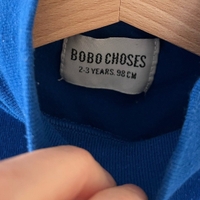 BOBO CHOSES
2-3 YEARS. 98 CM